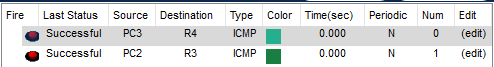 Fire Last Status Source Destination Type Color Time(sec) Periodic Num Edit
Successful PC3 R4 ICMP 0.000 N 0 (edit)
Successful PC2 R3 ICMP 0.000 N 1 (edit)